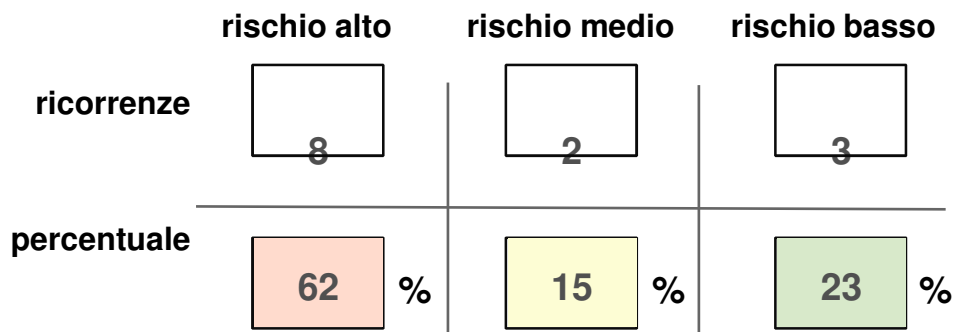 rischio alto rischio medio rischio basso
ricorrenze
8 2 3
percentuale
62 % 15 % 23 %